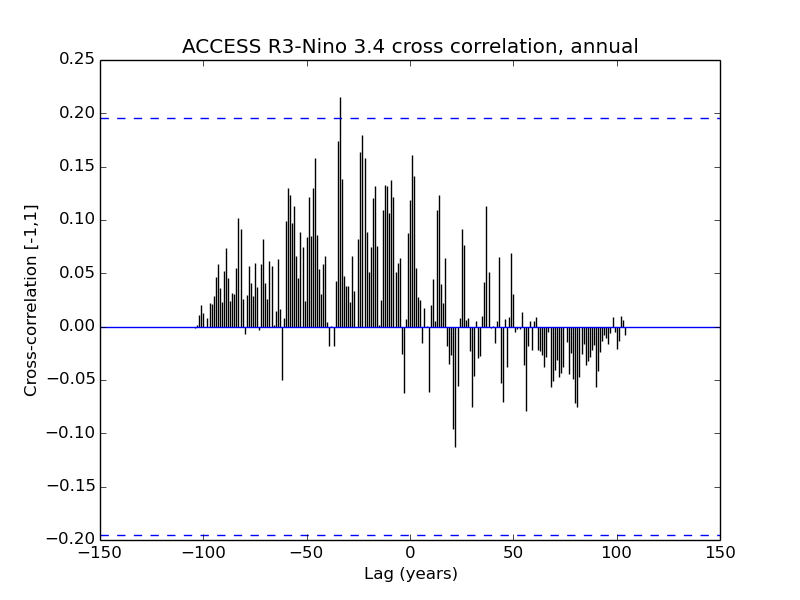 ACCESS R3-Nino 3.4 cross correlation, annual
Cross-correlation [-1,1]
0.25
0.20
0.15
0.10
0.05
0.00
−0.05
−0.10
−0.15
−0.20
−150 −100 −50 0 50 100 150
Lag (years)